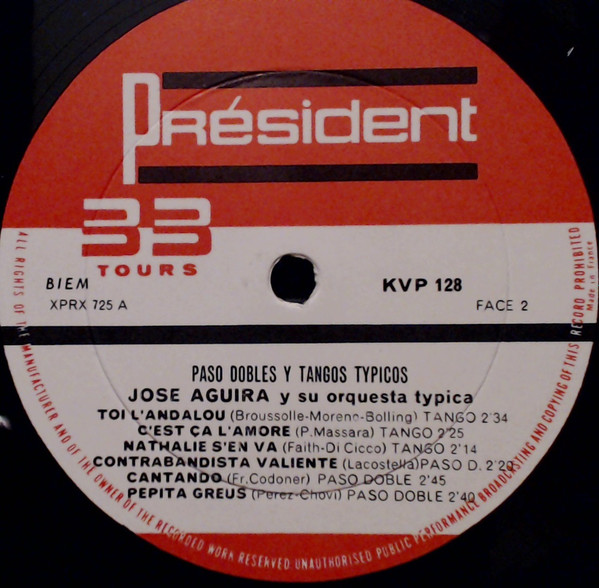 Président
33
TOURS
BIEM
XPRX 725 A
KVP 128
FACE 2
PASO DOBLES Y TANGOS TYPICOS
JOSE AGUIRA y su orquesta typica
TOI L'ANDALOU (Broussolle-Moreno-Bolling) TANGO 2'34
C'EST ÇA L'AMORE (P. Massara) TANGO 2'25
NATHALIE S'EN VA (Faith-Di Cicco) TANGO 2'14
CONTRABANDISTA VALIENTE (Lacostella)PASO D. 2'20
CANTANDO (Fr. Codoner) PASO DOBLE 2'45
PEPITA GREUS (Perez-Chovi) PASO DOBLE 2'40
ALL RIGHTS OF THE MANUFACTURER AND OF THE OWNER OF THE RECORDED WORK RESERVED UNAUTHORISED PUBLIC PERFORMANCE BROADCASTING AND COPYING OF THIS RECORD PROHIBITED
Made in France